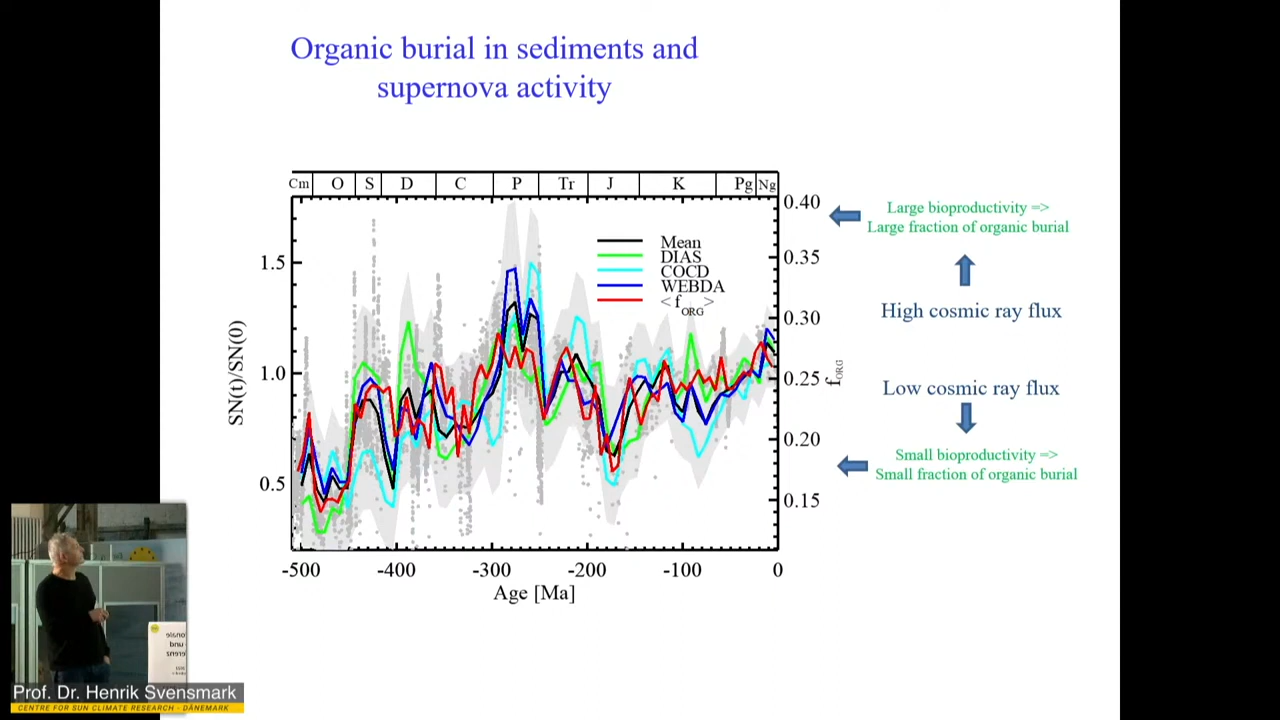 Organic burial in sediments and
supernova activity
Cm O S D C P Tr J K Pg Ng
SN(t)/SN(0)
1.5
1.0
0.5
Mean
DIAS
COCD
WEBDA
<f_ORG>
0.40
0.35
0.30
0.25
0.20
0.15
f_ORG
-500 -400 -300 -200 -100 0
Age [Ma]
Large bioproductivity =>
Large fraction of organic burial
High cosmic ray flux
Low cosmic ray flux
Small bioproductivity =>
Small fraction of organic burial
Prof. Dr. Henrik Svensmark
CENTRE FOR SUN CLIMATE RESEARCH - DÄNEMARK